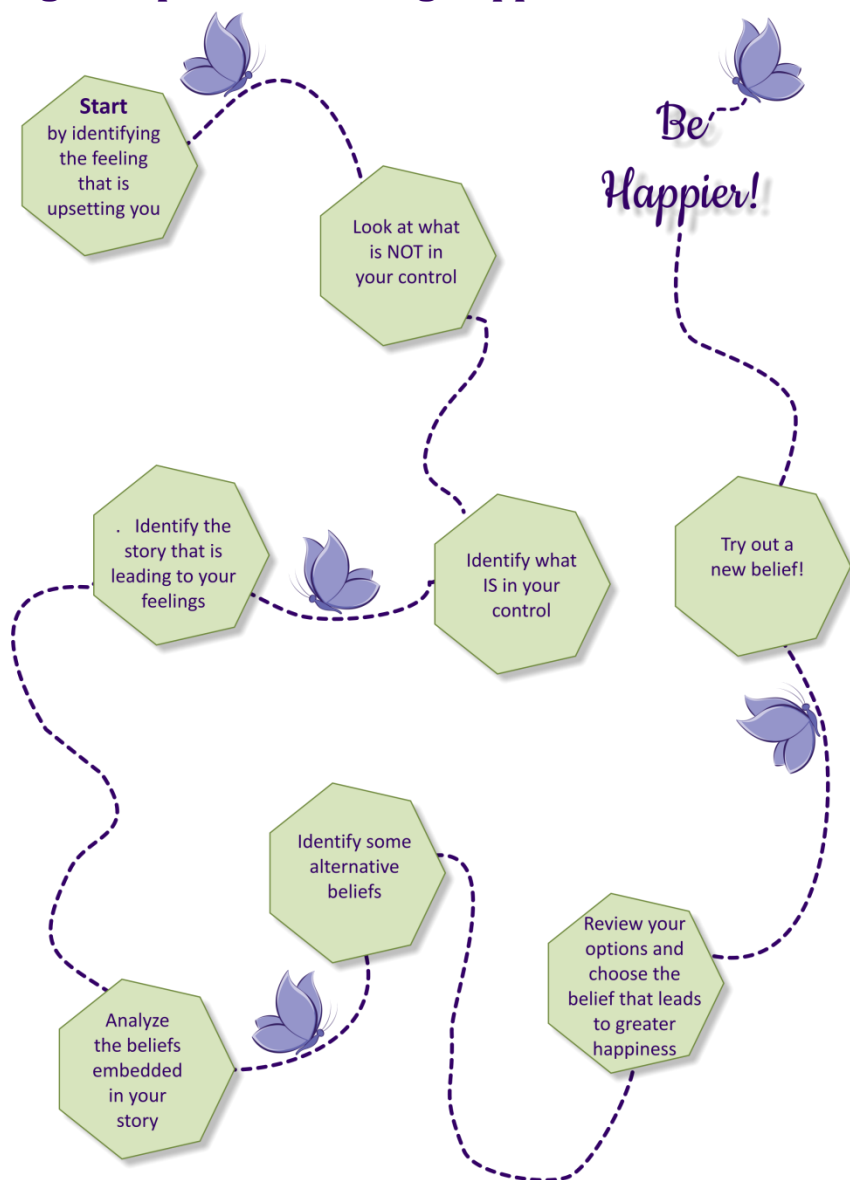 Start
by identifying
the feeling
that is
upsetting you
Look at what
is NOT in
your control
Identify what
IS in your
control
. Identify the
story that is
leading to your
feelings
Analyze
the beliefs
embedded
in your
story
Identify some
alternative
beliefs
Review your
options and
choose the
belief that leads
to greater
happiness
Try out a
new belief!
Be
Happier!